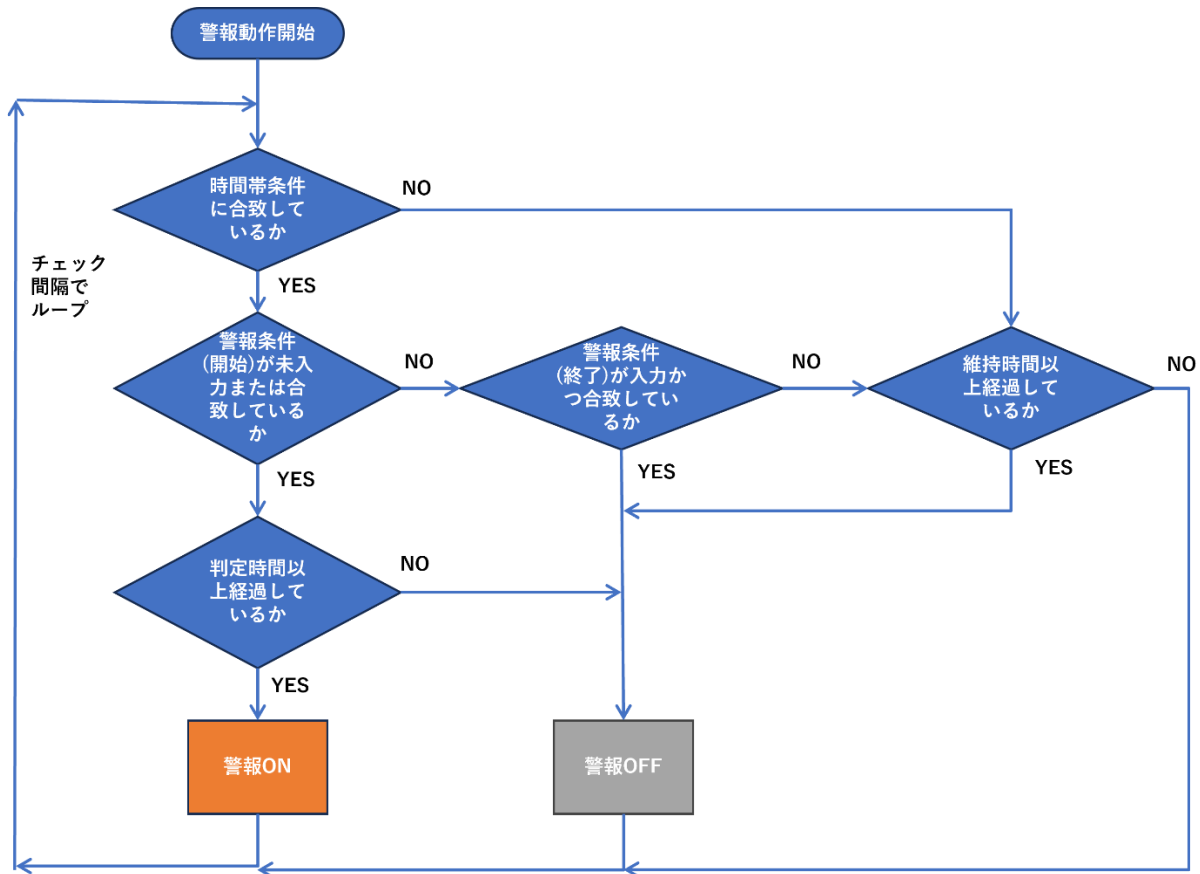 警報動作開始
時間帯条件
に合致して
いるか
NO
チェック
間隔で
ループ
YES
警報条件
(開始)が未入
力または合
致している
か
NO
警報条件
(終了)が入力か
つ合致してい
るか
NO
維持時間以
上経過して
いるか
NO
YES
YES
YES
判定時間以
上経過して
いるか
NO
YES
警報ON
警報OFF